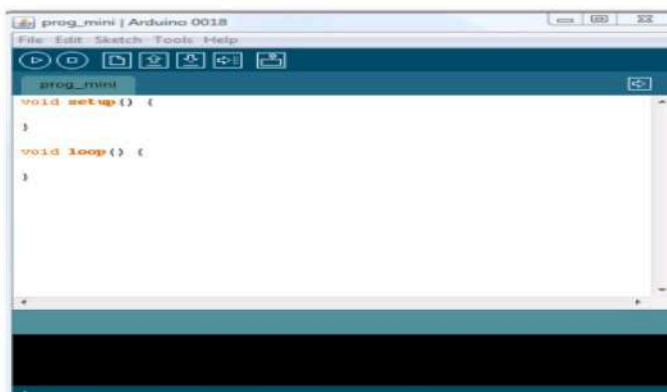 prog_mini | Arduino 0018
File Edit Sketch Tools Help
prog_mini
void setup() {
}
void loop() {
}